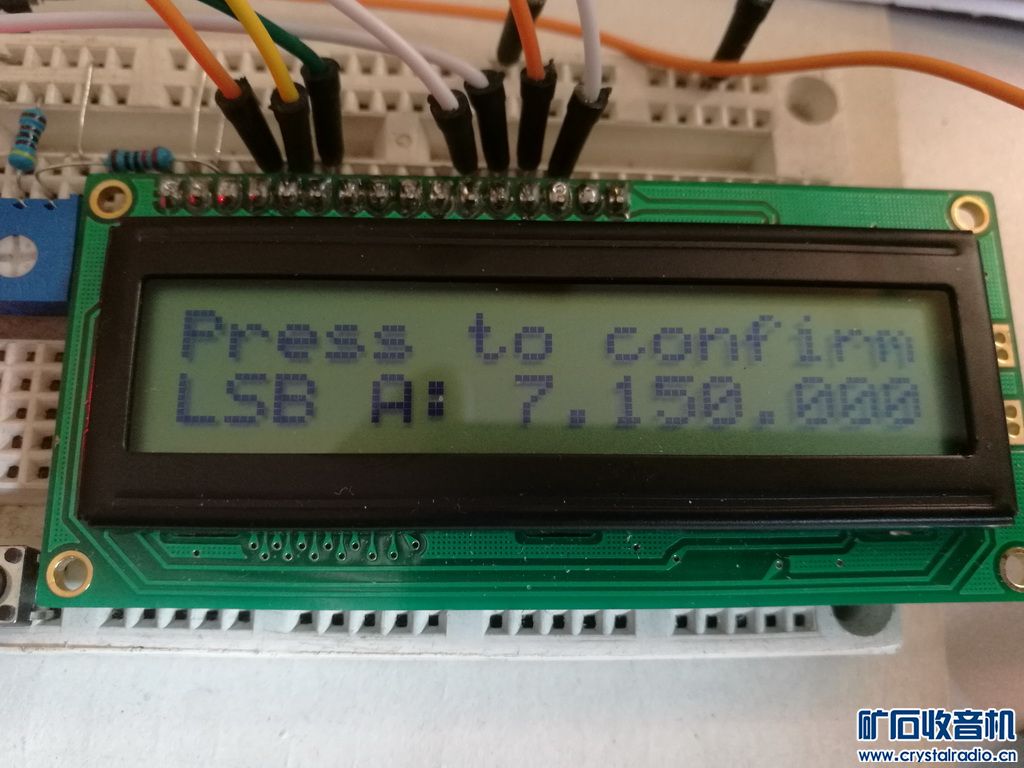 Press to confirm
LSB A: 7.150.000
矿石收音机
www.crystalradio.cn